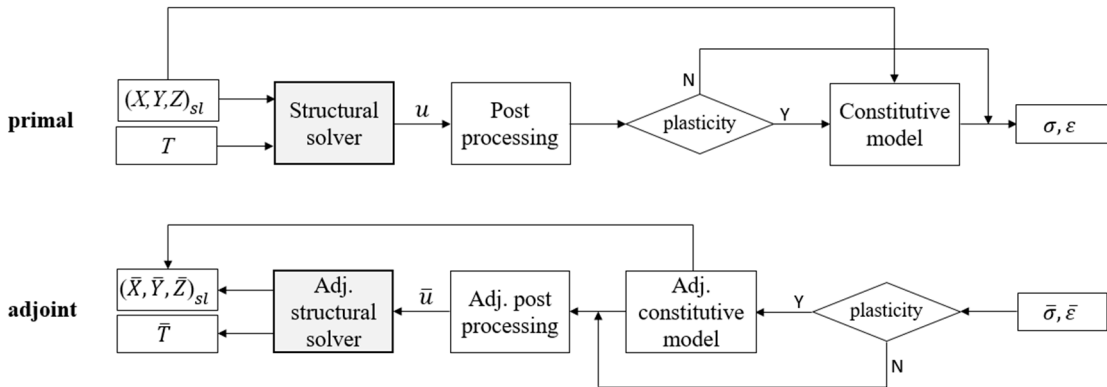 primal
(X,Y,Z)sl
T
Structural
solver
u
Post
processing
plasticity
N
Y
Constitutive
model
σ, ε
adjoint
(X̄,Ȳ,Z̄)sl
T̄
Adj.
structural
solver
ū
Adj. post
processing
Adj.
constitutive
model
Y
plasticity
N
σ̄, ε̄